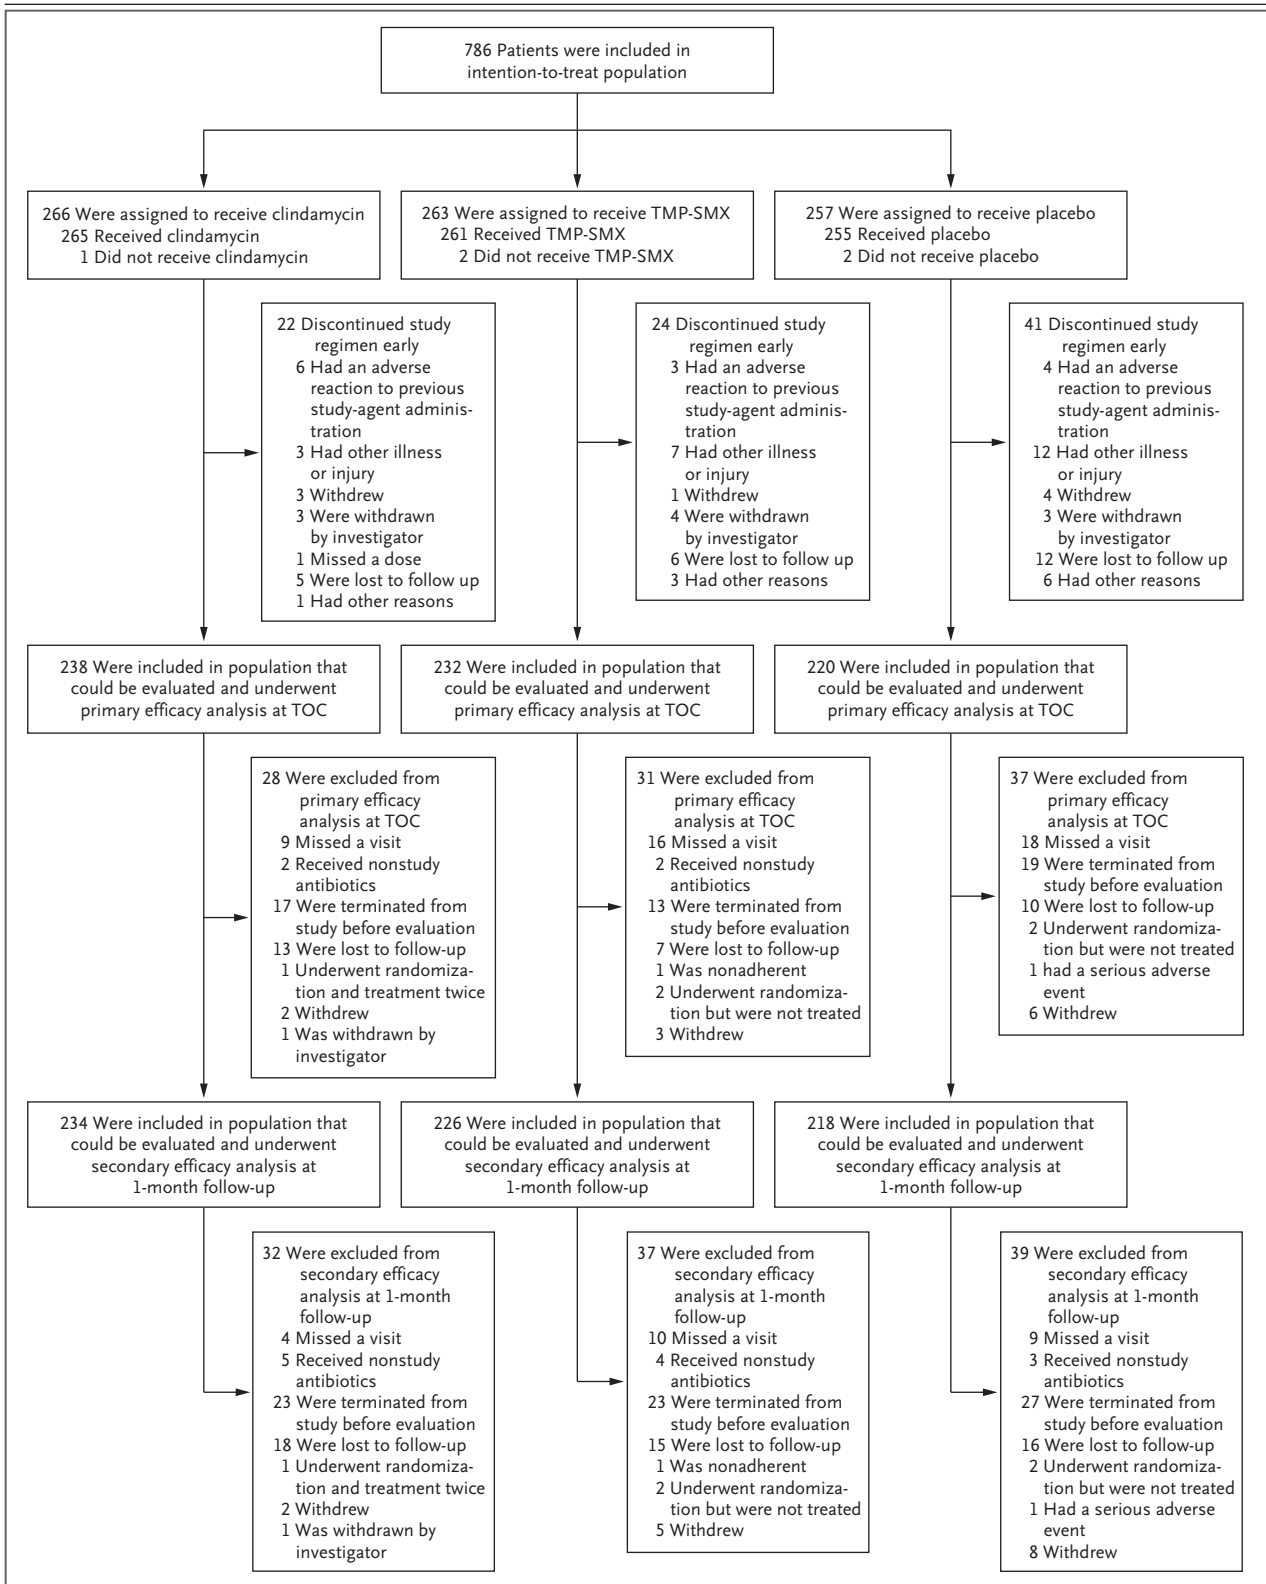 786 Patients were included in
intention-to-treat population
266 Were assigned to receive clindamycin
265 Received clindamycin
1 Did not receive clindamycin
263 Were assigned to receive TMP-SMX
261 Received TMP-SMX
2 Did not receive TMP-SMX
257 Were assigned to receive placebo
255 Received placebo
2 Did not receive placebo
22 Discontinued study
regimen early
6 Had an adverse
reaction to previous
study-agent adminis-
tration
3 Had other illness
or injury
3 Withdrew
3 Were withdrawn
by investigator
1 Missed a dose
5 Were lost to follow up
1 Had other reasons
24 Discontinued study
regimen early
3 Had an adverse
reaction to previous
study-agent adminis-
tration
7 Had other illness
or injury
1 Withdrew
4 Were withdrawn
by investigator
6 Were lost to follow up
3 Had other reasons
41 Discontinued study
regimen early
4 Had an adverse
reaction to previous
study-agent adminis-
tration
12 Had other illness
or injury
4 Withdrew
3 Were withdrawn
by investigator
12 Were lost to follow up
6 Had other reasons
238 Were included in population that
could be evaluated and underwent
primary efficacy analysis at TOC
232 Were included in population that
could be evaluated and underwent
primary efficacy analysis at TOC
220 Were included in population that
could be evaluated and underwent
primary efficacy analysis at TOC
28 Were excluded from
primary efficacy
analysis at TOC
9 Missed a visit
2 Received nonstudy
antibiotics
17 Were terminated from
study before evaluation
13 Were lost to follow-up
1 Underwent randomiza-
tion and treatment twice
2 Withdrew
1 Was withdrawn by
investigator
31 Were excluded from
primary efficacy
analysis at TOC
16 Missed a visit
2 Received nonstudy
antibiotics
13 Were terminated from
study before evaluation
7 Were lost to follow-up
1 Was nonadherent
2 Underwent randomiza-
tion but were not treated
3 Withdrew
37 Were excluded from
primary efficacy
analysis at TOC
18 Missed a visit
19 Were terminated from
study before evaluation
10 Were lost to follow-up
2 Underwent randomiza-
tion but were not treated
1 had a serious adverse
event
6 Withdrew
234 Were included in population that
could be evaluated and underwent
secondary efficacy analysis at
1-month follow-up
226 Were included in population that
could be evaluated and underwent
secondary efficacy analysis at
1-month follow-up
218 Were included in population that
could be evaluated and underwent
secondary efficacy analysis at
1-month follow-up
32 Were excluded from
secondary efficacy
analysis at 1-month
follow-up
4 Missed a visit
5 Received nonstudy
antibiotics
23 Were terminated from
study before evaluation
18 Were lost to follow-up
1 Underwent randomiza-
tion and treatment twice
2 Withdrew
1 Was withdrawn by
investigator
37 Were excluded from
secondary efficacy
analysis at 1-month
follow-up
10 Missed a visit
4 Received nonstudy
antibiotics
23 Were terminated from
study before evaluation
15 Were lost to follow-up
1 Was nonadherent
2 Underwent randomiza-
tion but were not treated
5 Withdrew
39 Were excluded from
secondary efficacy
analysis at 1-month
follow-up
9 Missed a visit
3 Received nonstudy
antibiotics
27 Were terminated from
study before evaluation
16 Were lost to follow-up
2 Underwent randomiza-
tion but were not treated
1 Had a serious adverse
event
8 Withdrew